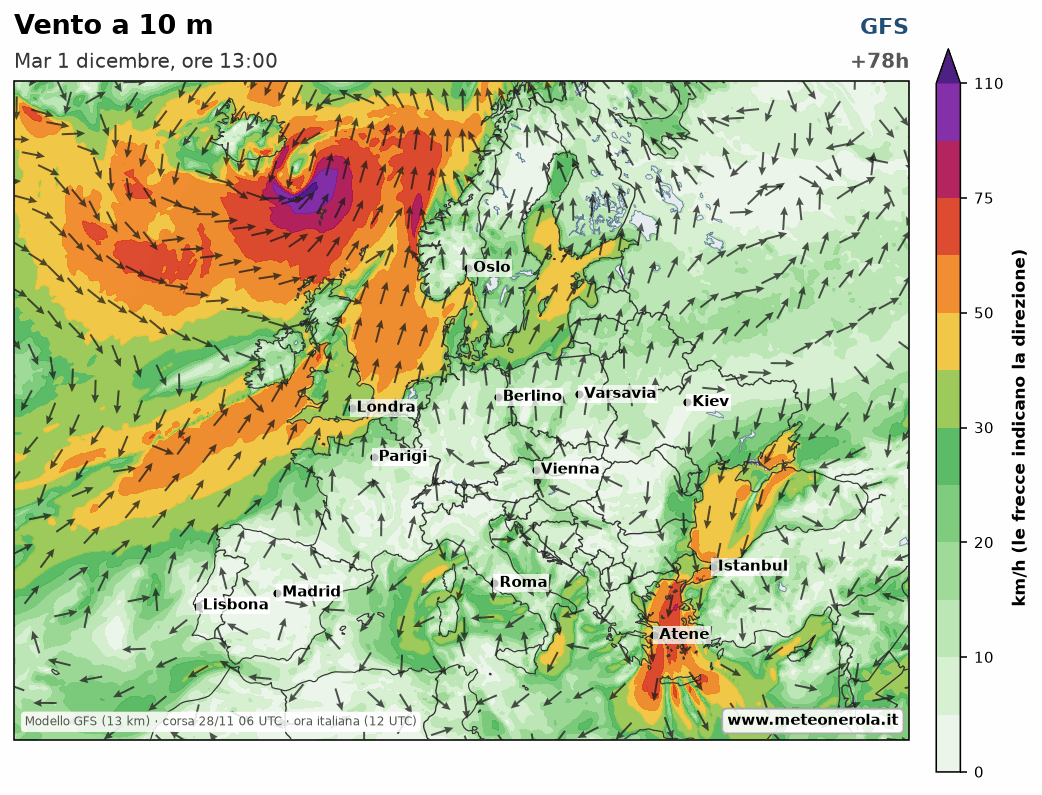 Vento a 10 m
GFS
Mar 1 dicembre, ore 13:00
+78h
110
75
50
30
20
10
0
km/h (le frecce indicano la direzione)
Oslo
Berlino
Varsavia
Kiev
Londra
Parigi
Vienna
Istanbul
Roma
Madrid
Lisbona
Atene
Modello GFS (13 km) · corsa 28/11 06 UTC · ora italiana (12 UTC)
www.meteonerola.it